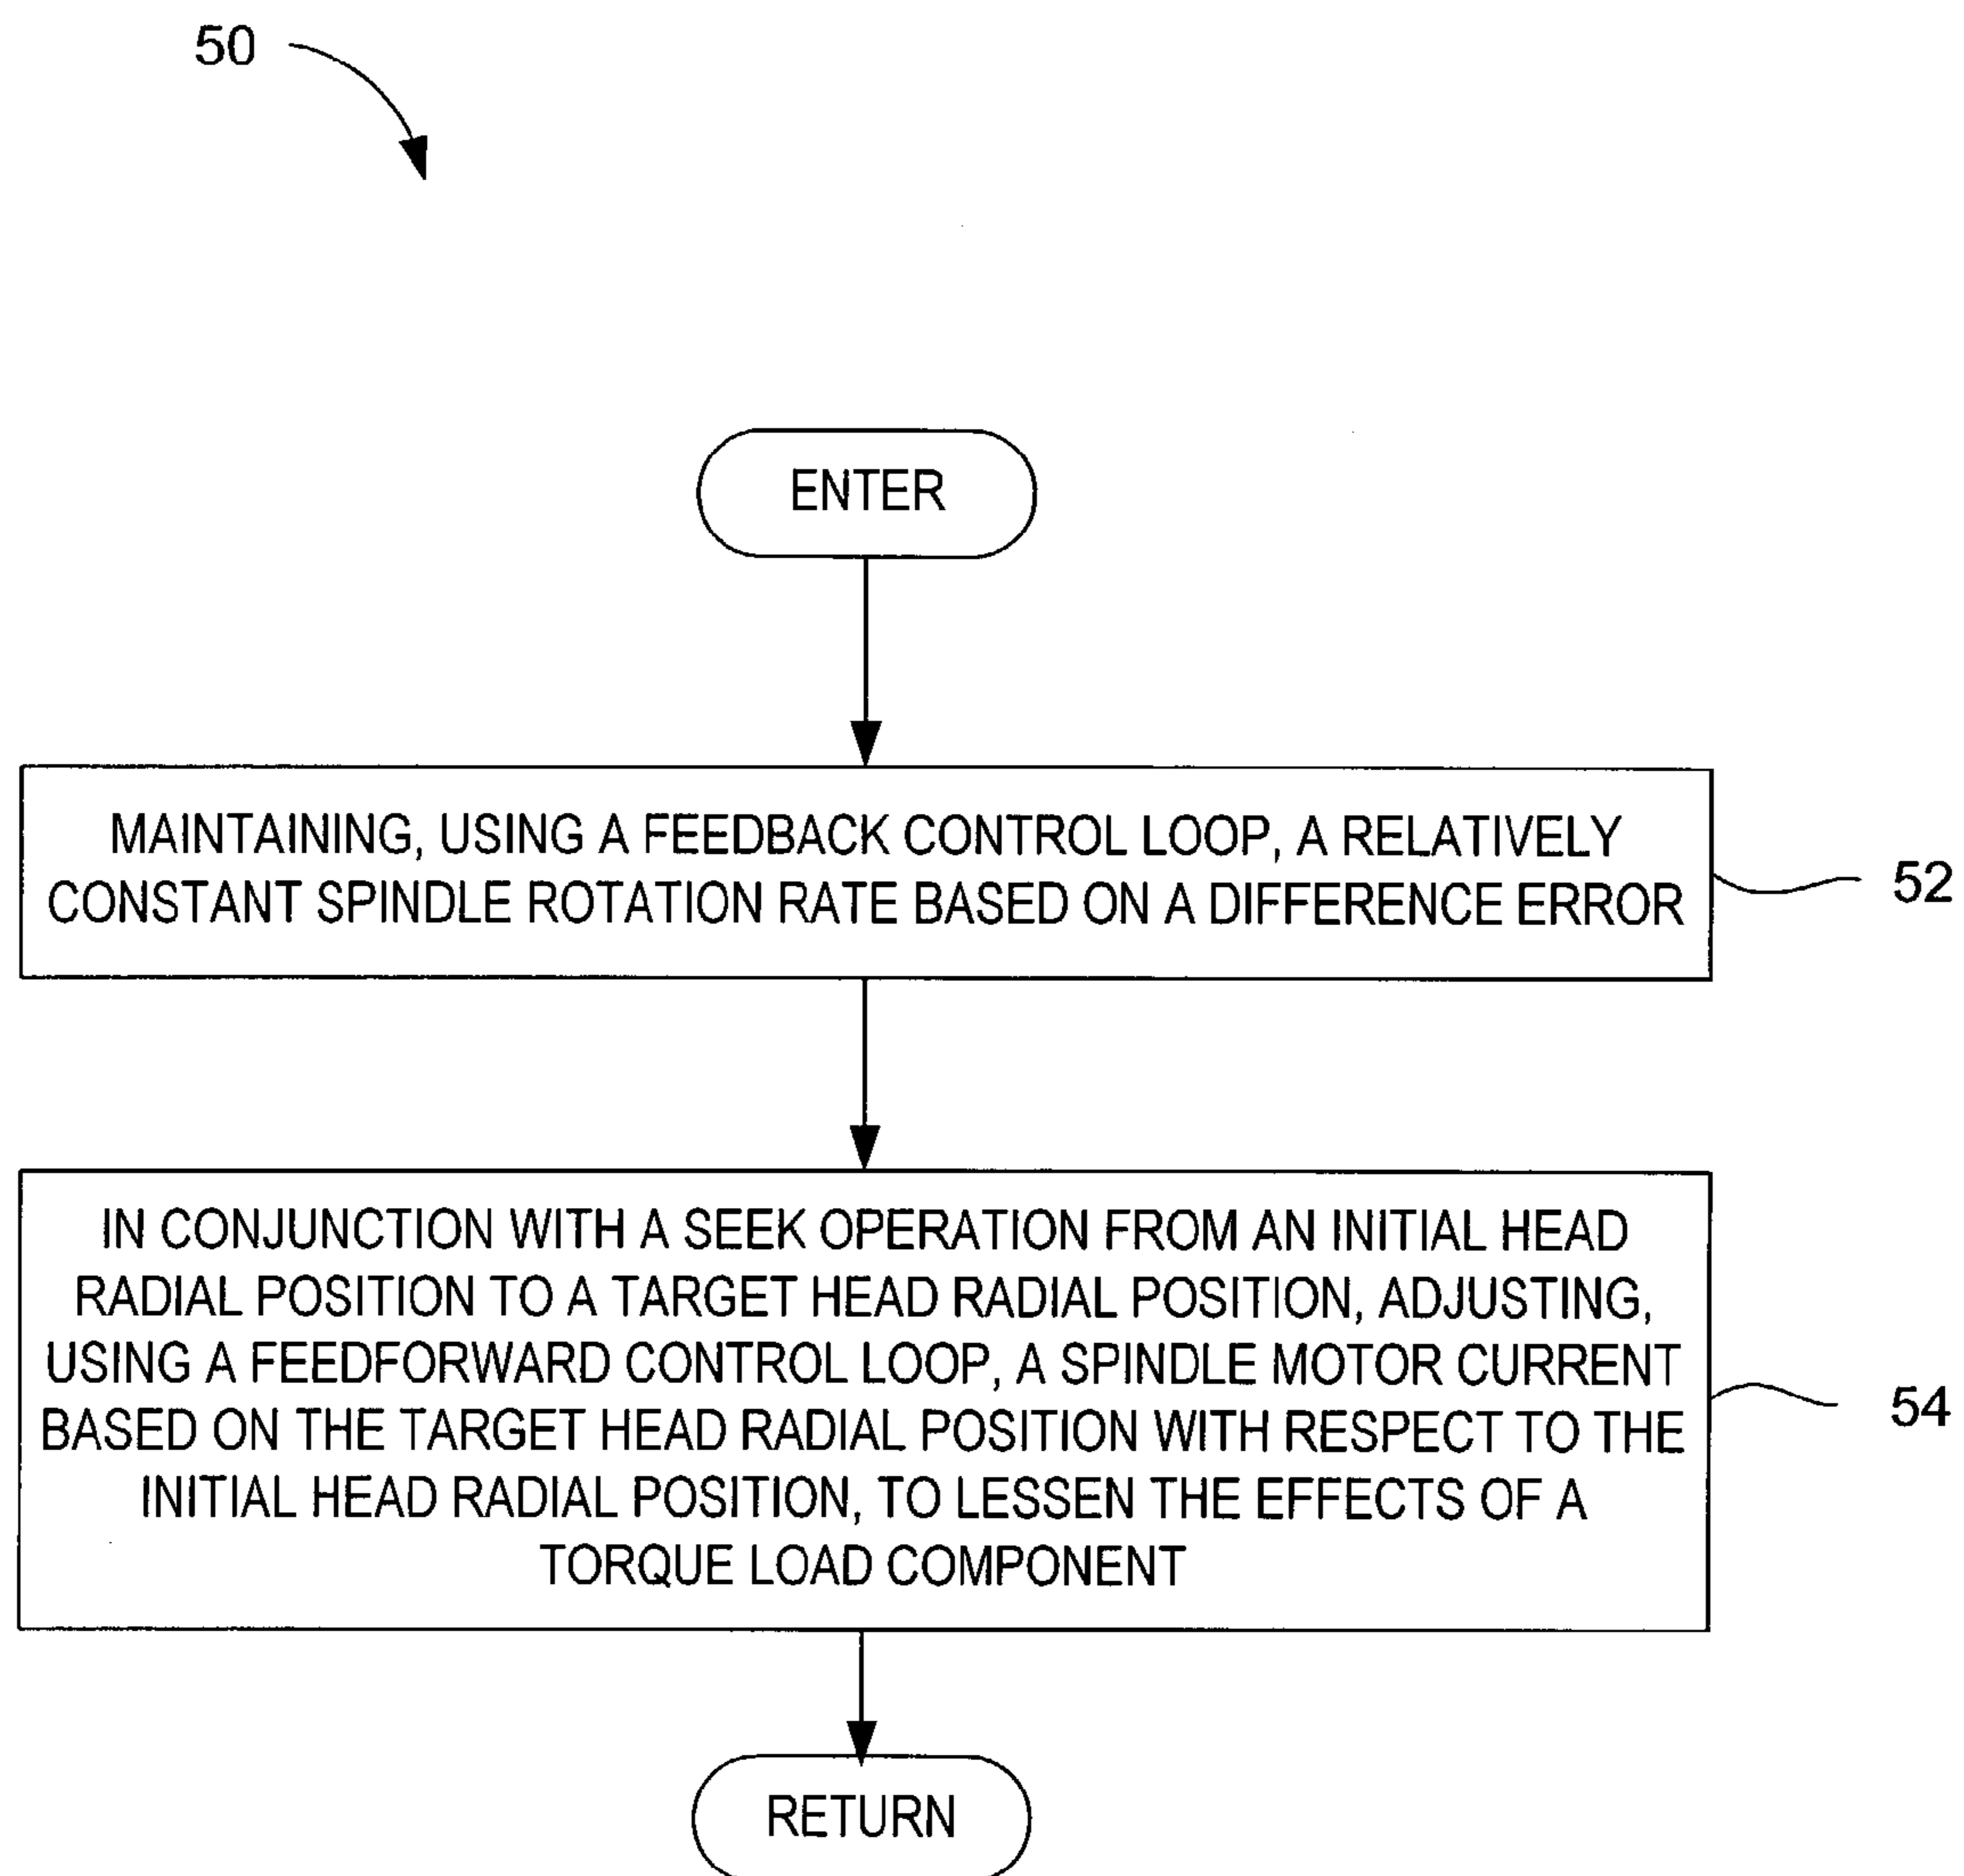 50
ENTER
MAINTAINING, USING A FEEDBACK CONTROL LOOP, A RELATIVELY
CONSTANT SPINDLE ROTATION RATE BASED ON A DIFFERENCE ERROR
52
IN CONJUNCTION WITH A SEEK OPERATION FROM AN INITIAL HEAD
RADIAL POSITION TO A TARGET HEAD RADIAL POSITION, ADJUSTING,
USING A FEEDFORWARD CONTROL LOOP, A SPINDLE MOTOR CURRENT
BASED ON THE TARGET HEAD RADIAL POSITION WITH RESPECT TO THE
INITIAL HEAD RADIAL POSITION, TO LESSEN THE EFFECTS OF A
TORQUE LOAD COMPONENT
54
RETURN